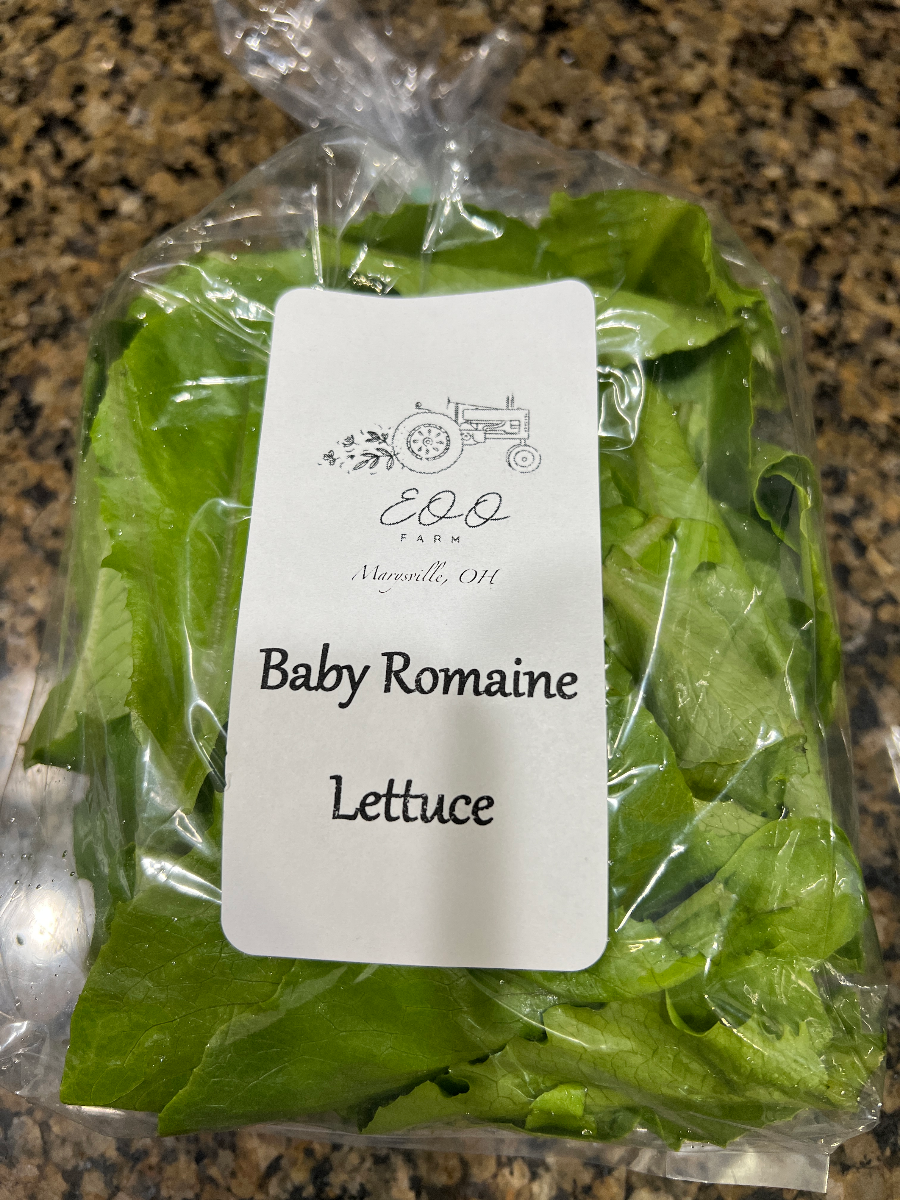 EOO
FARM
Marysville, OH
Baby Romaine
Lettuce